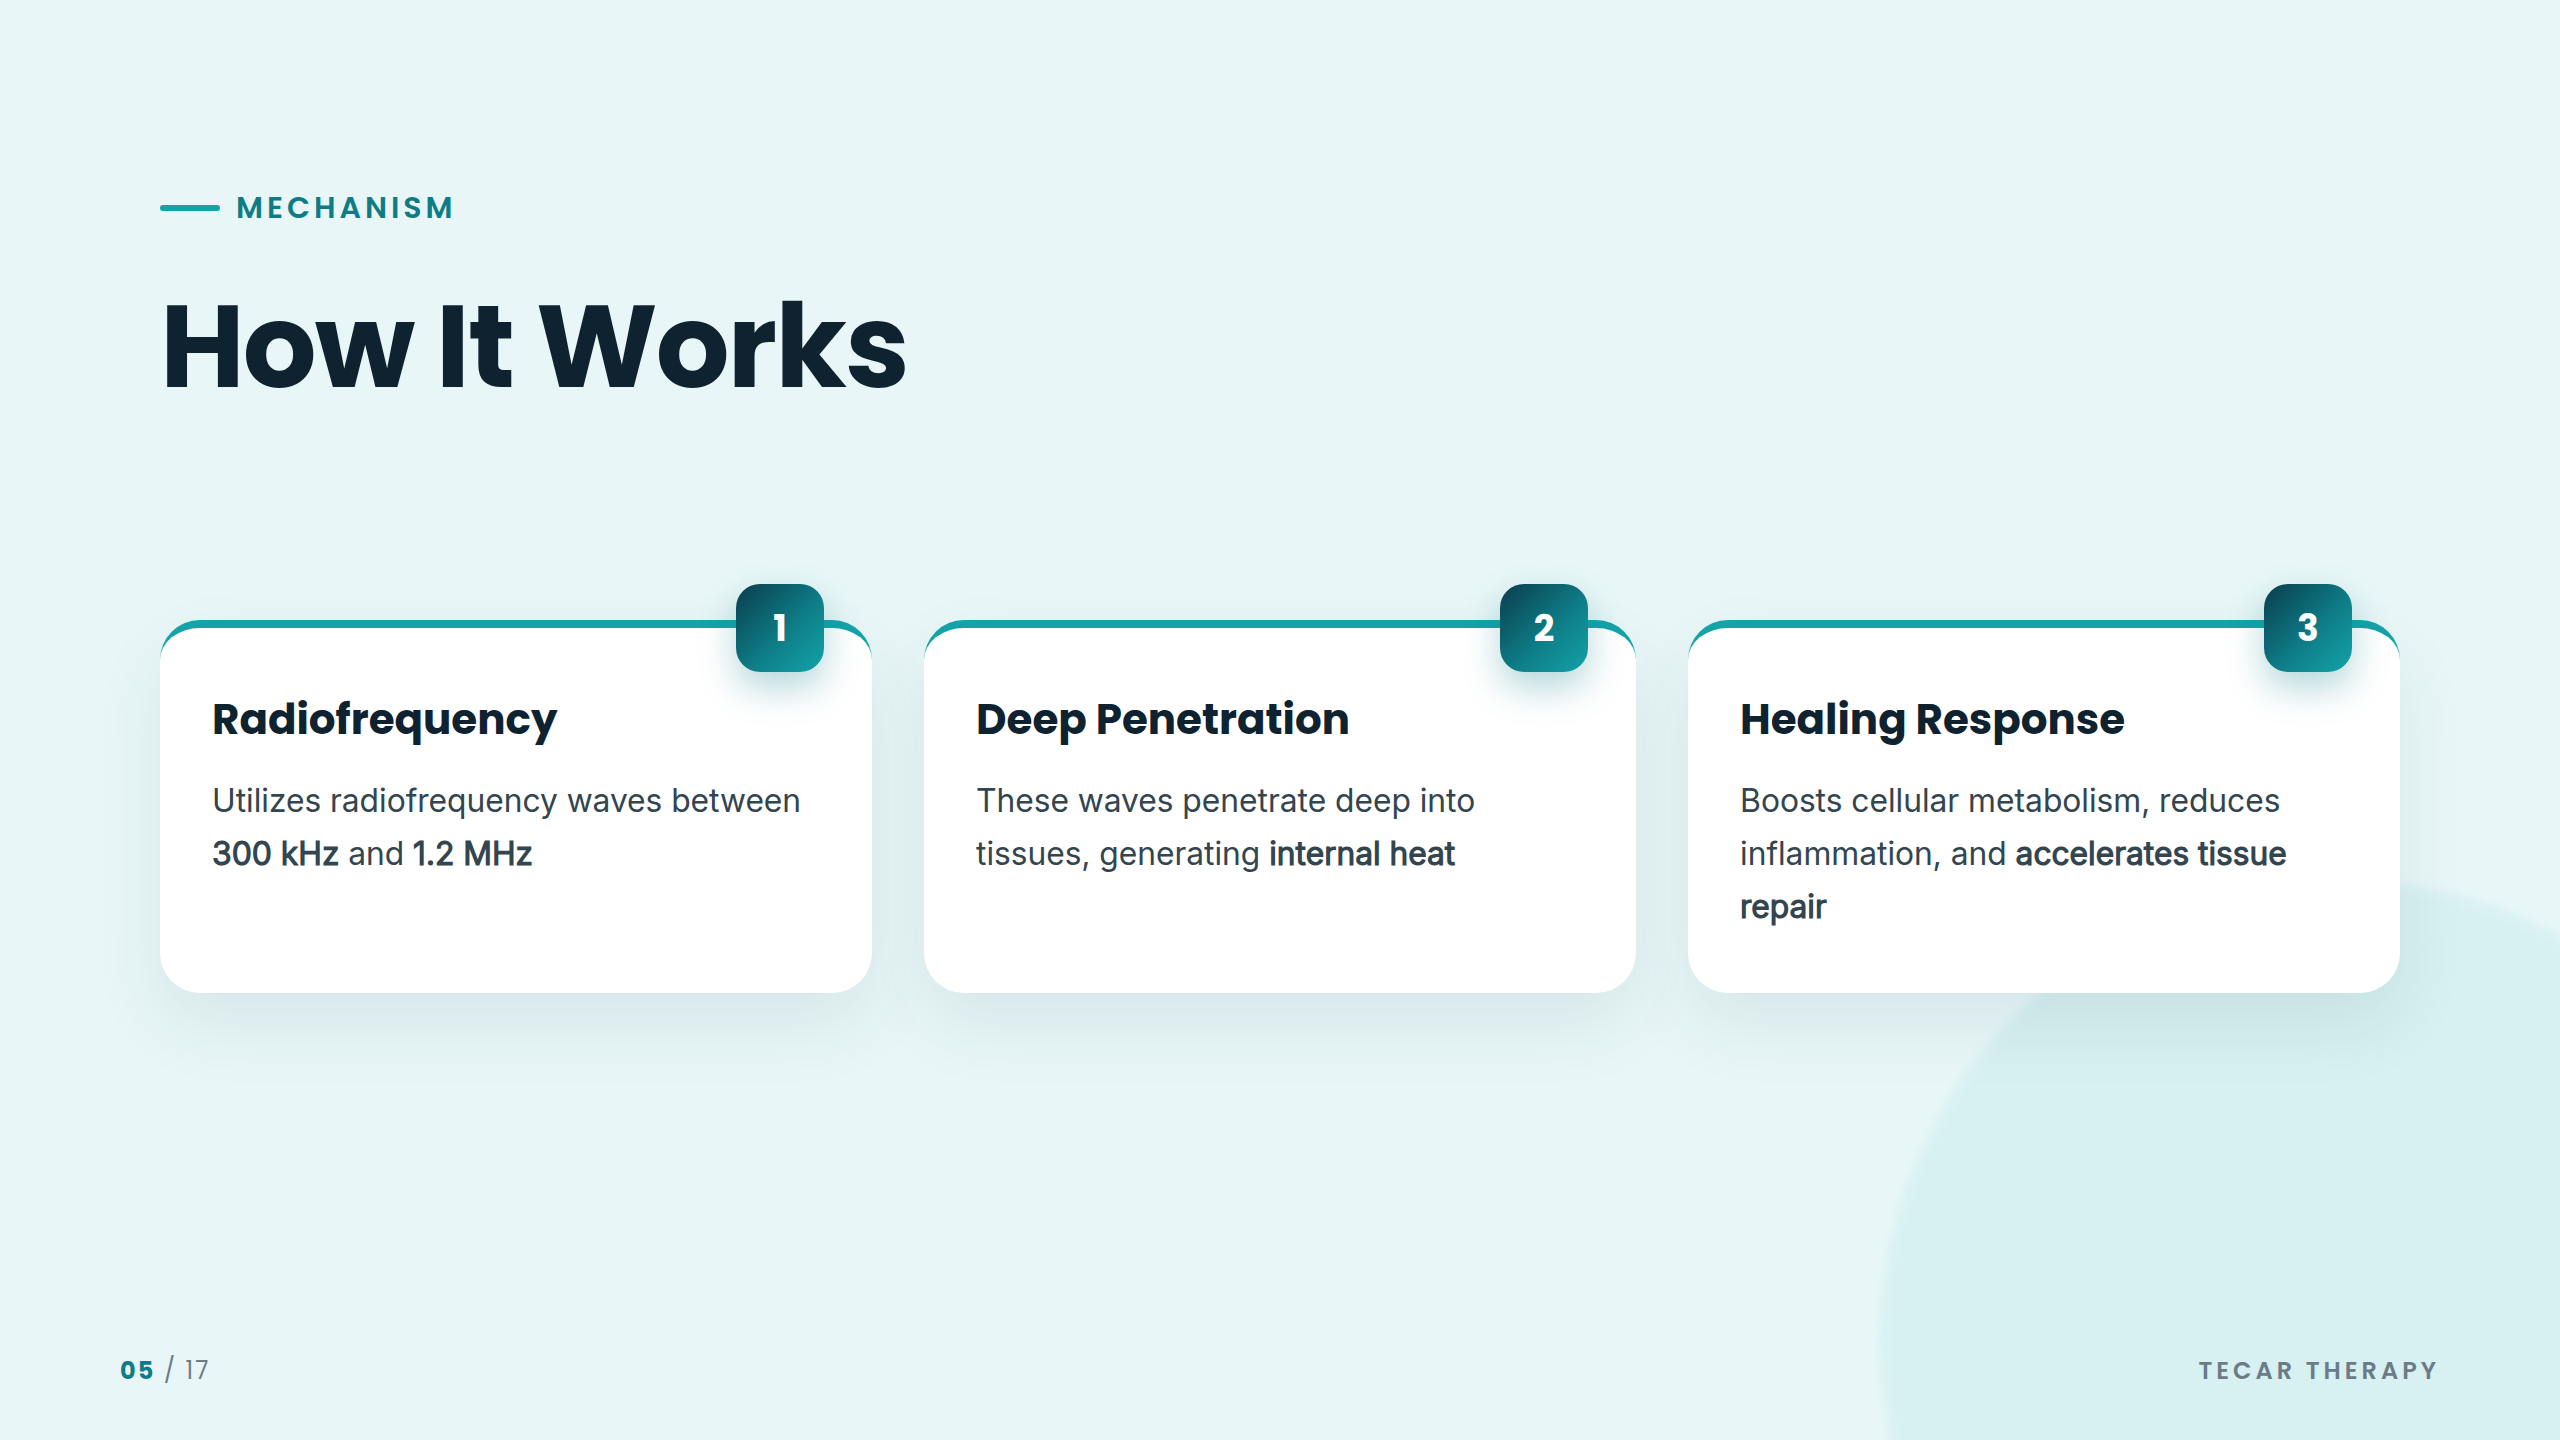 MECHANISM
How It Works
1
Radiofrequency
Utilizes radiofrequency waves between
300 kHz and 1.2 MHz
2
Deep Penetration
These waves penetrate deep into
tissues, generating internal heat
3
Healing Response
Boosts cellular metabolism, reduces
inflammation, and accelerates tissue
repair
05 / 17
TECAR THERAPY